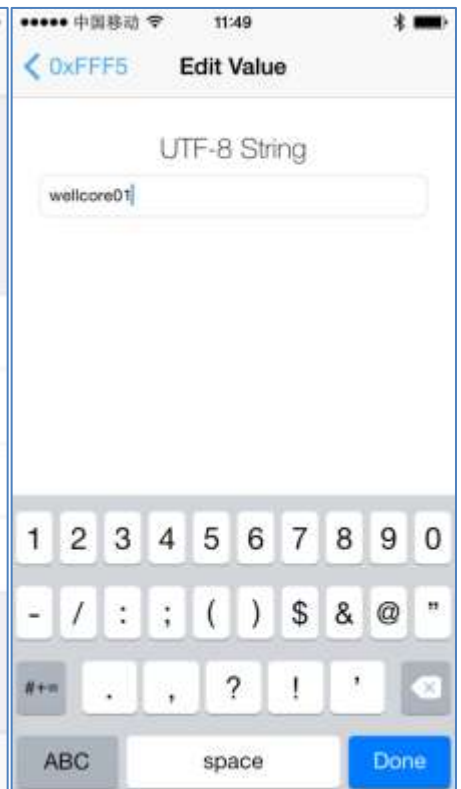 中国移动 11:49
0xFFF5 Edit Value
UTF-8 String
wellcore01
1 2 3 4 5 6 7 8 9 0
- / : ; ( ) $ & @ "
#+= . , ? ! '
ABC space Done